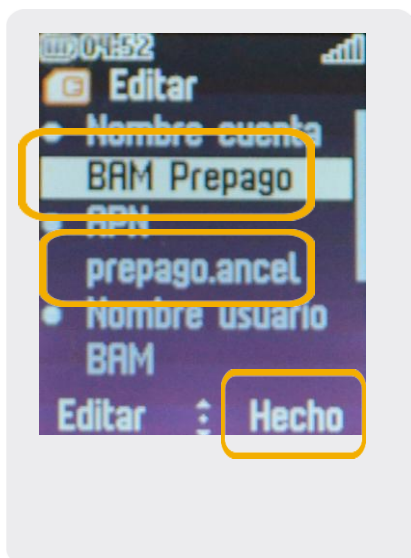 04:52
Editar
Nombre cuenta
BAM Prepago
APN
prepago.ancel
Nombre usuario
BAM
Editar Hecho